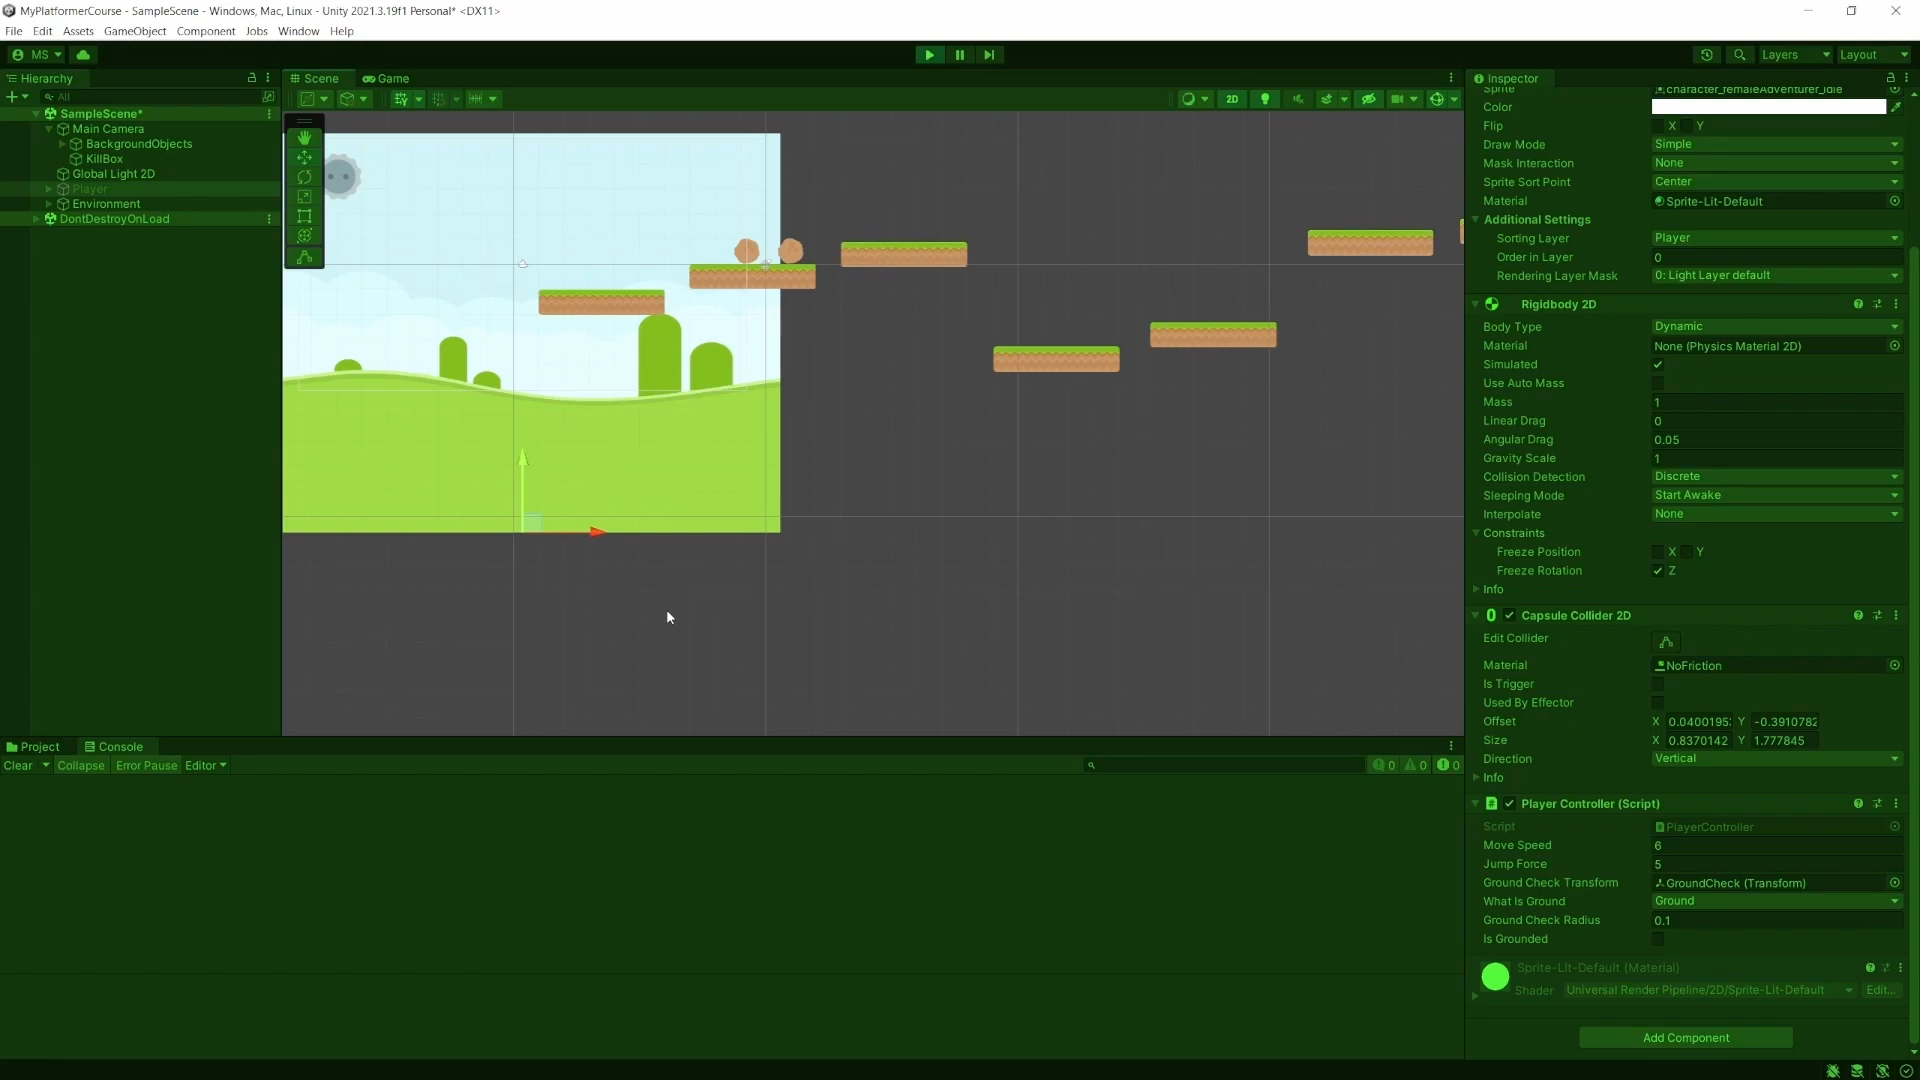 MyPlatformerCourse - SampleScene - Windows, Mac, Linux - Unity 2021.3.19f1 Personal* <DX11>
File Edit Assets GameObject Component Jobs Window Help
MS Layers Layout
Hierarchy
All
SampleScene*
Main Camera
BackgroundObjects
KillBox
Global Light 2D
Player
Environment
DontDestroyOnLoad
Scene Game
2D
Inspector
Sprite character_femaleAdventurer_idle
Color
Flip X Y
Draw Mode Simple
Mask Interaction None
Sprite Sort Point Center
Material Sprite-Lit-Default
Additional Settings
Sorting Layer Player
Order in Layer 0
Rendering Layer Mask 0: Light Layer default
Rigidbody 2D
Body Type Dynamic
Material None (Physics Material 2D)
Simulated
Use Auto Mass
Mass 1
Linear Drag 0
Angular Drag 0.05
Gravity Scale 1
Collision Detection Discrete
Sleeping Mode Start Awake
Interpolate None
Constraints
Freeze Position X Y
Freeze Rotation Z
Info
Capsule Collider 2D
Edit Collider
Material NoFriction
Is Trigger
Used By Effector
Offset X 0.0400195 Y -0.3910782
Size X 0.8370142 Y 1.777845
Direction Vertical
Info
Player Controller (Script)
Script PlayerController
Move Speed 6
Jump Force 5
Ground Check Transform GroundCheck (Transform)
What Is Ground Ground
Ground Check Radius 0.1
Is Grounded
Sprite-Lit-Default (Material)
Shader Universal Render Pipeline/2D/Sprite-Lit-Default Edit...
Add Component
Project Console
Clear Collapse Error Pause Editor 0 0 0